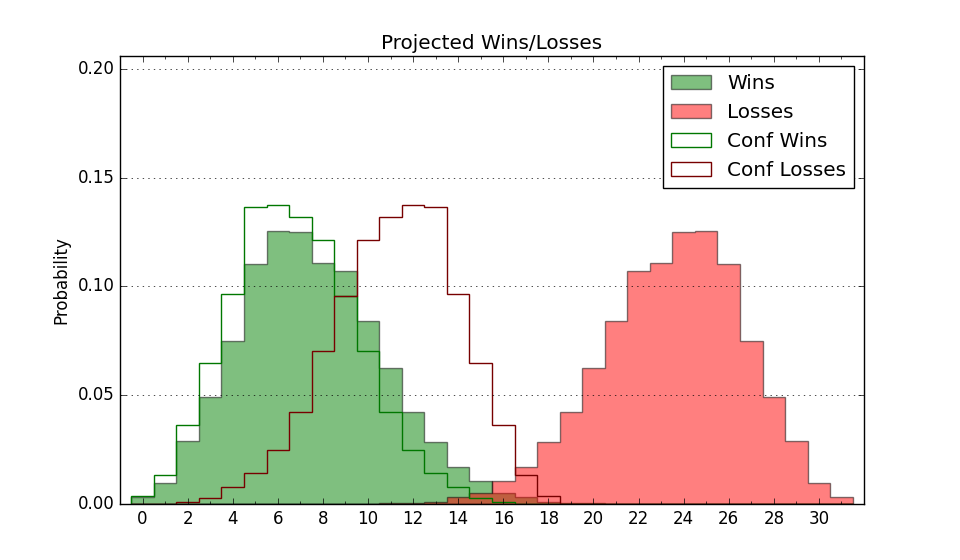 Projected Wins/Losses
0.20
0.15
0.10
0.05
0.00
Probability
Wins
Losses
Conf Wins
Conf Losses
0 2 4 6 8 10 12 14 16 18 20 22 24 26 28 30